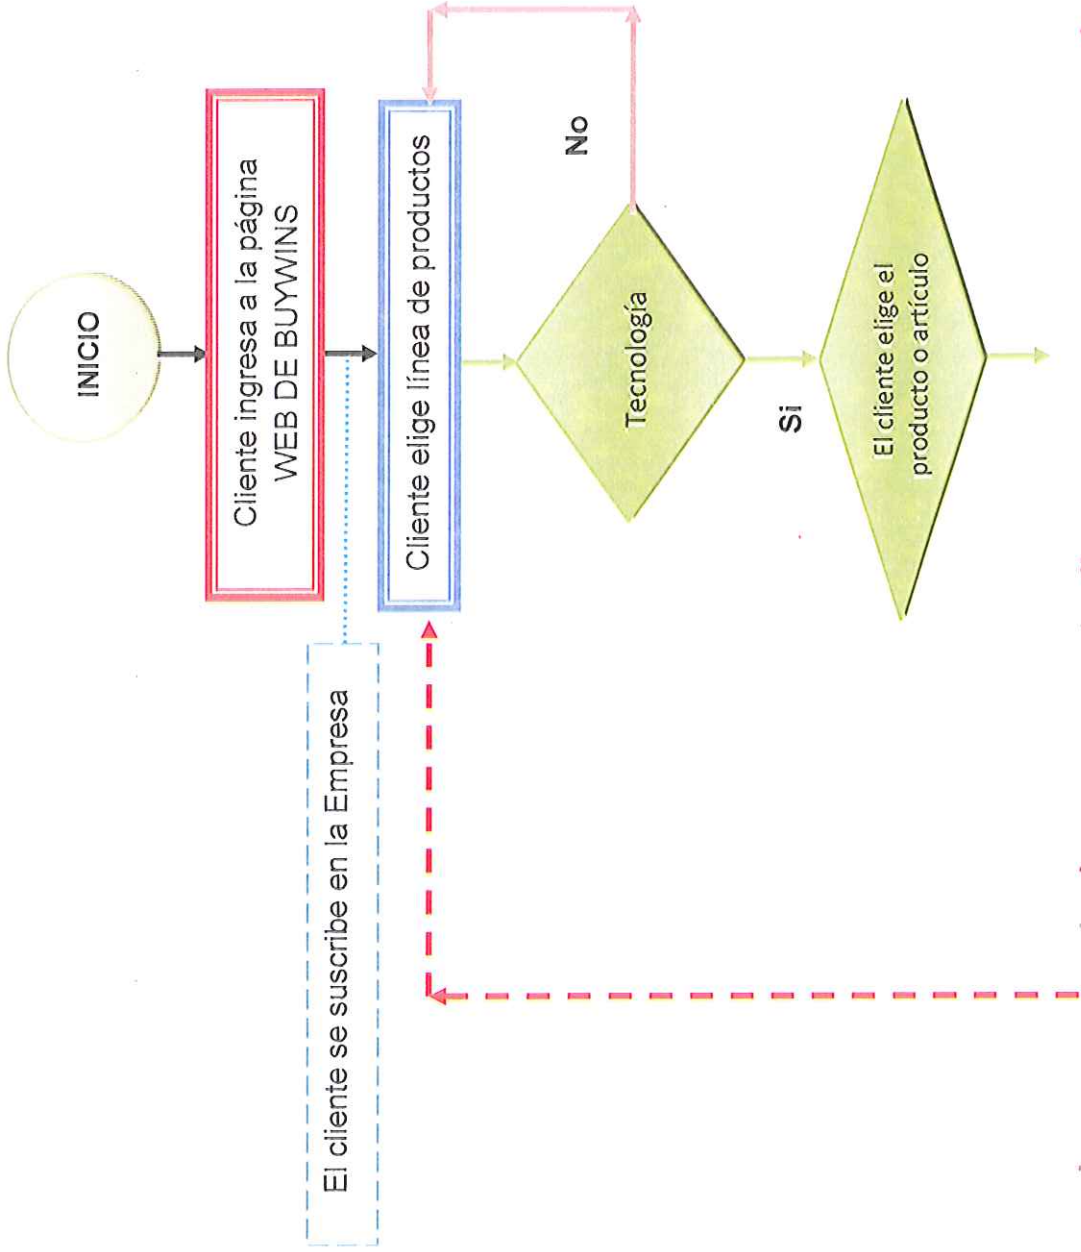 INICIO
Cliente ingresa a la página
WEB DE BUYWINS
El cliente se suscribe en la Empresa
Cliente elige línea de productos
No
Tecnología
Si
El cliente elige el
producto o artículo